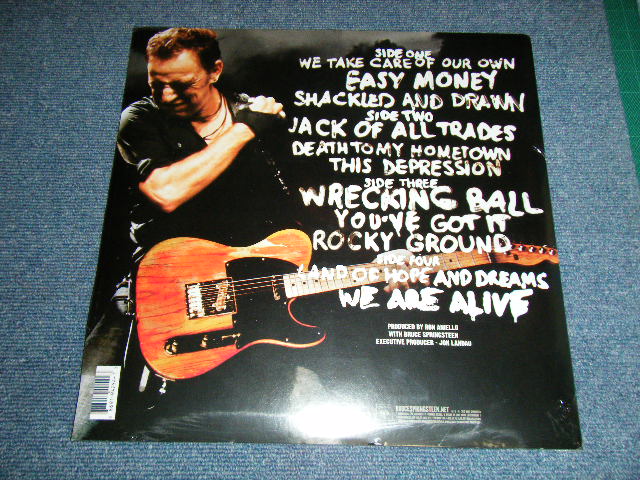 SIDE ONE
WE TAKE CARE OF OUR OWN
EASY MONEY
SHACKLED AND DRAWN
SIDE TWO
JACK OF ALL TRADES
DEATH TO MY HOMETOWN
THIS DEPRESSION
SIDE THREE
WRECKING BALL
YOU'VE GOT IT
ROCKY GROUND
SIDE FOUR
LAND OF HOPE AND DREAMS
WE ARE ALIVE
PRODUCED BY RON ANIELLO
WITH BRUCE SPRINGSTEEN
EXECUTIVE PRODUCER - JON LANDAU
BRUCESPRINGSTEEN.NET